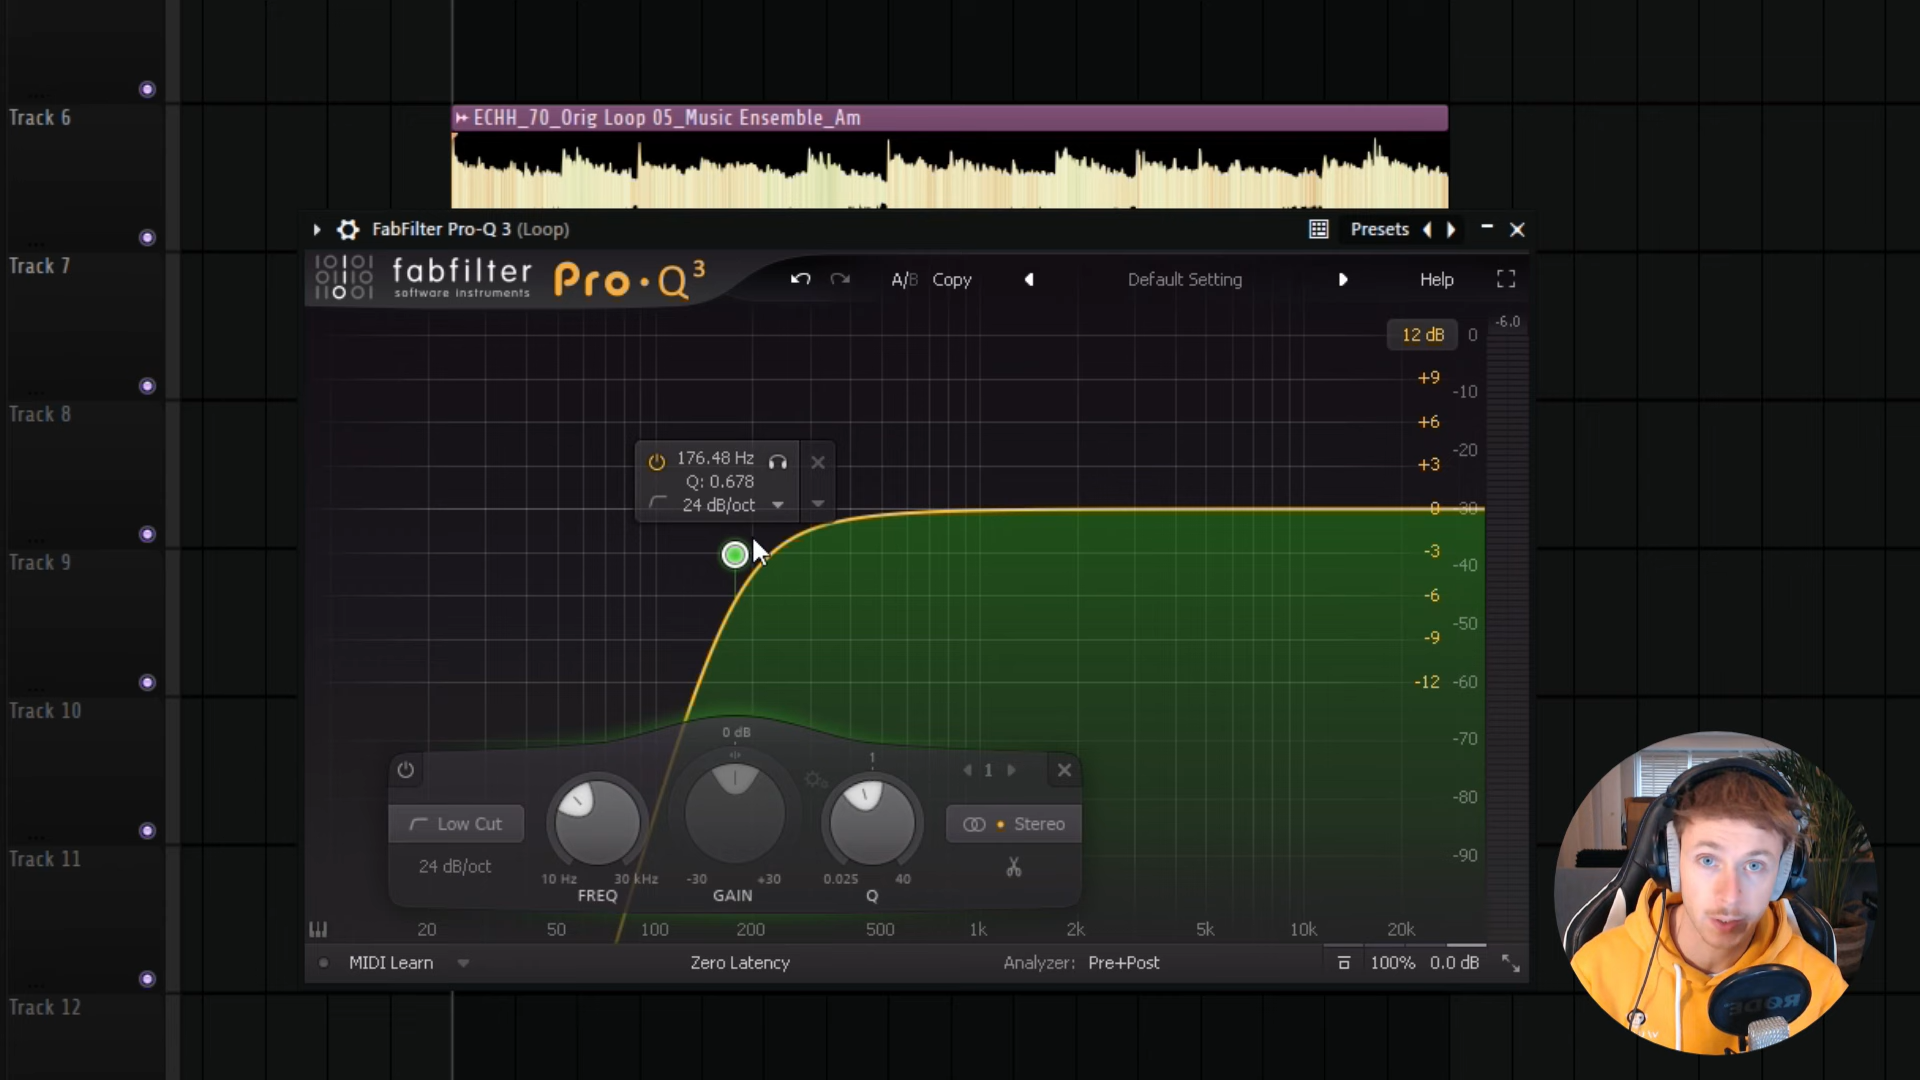 Track 6
ECHH_70_Orig Loop 05_Music Ensemble_Am
FabFilter Pro-Q 3 (Loop)
Presets
fabfilter
software instruments
Pro·Q3
A/B
Copy
Default Setting
Help
12 dB
0
-6.0
+9
-10
+6
-20
+3
0
-30
-3
-40
-6
-50
-9
-12
-60
-70
-80
-90
176.48 Hz
Q: 0.678
24 dB/oct
0 dB
1
1
Low Cut
24 dB/oct
10 Hz
30 kHz
FREQ
-30
+30
GAIN
0.025
40
Q
Stereo
20
50
100
200
500
1k
2k
5k
10k
20k
MIDI Learn
Zero Latency
Analyzer: Pre+Post
100%
0.0 dB
Track 7
Track 8
Track 9
Track 10
Track 11
Track 12
RODE